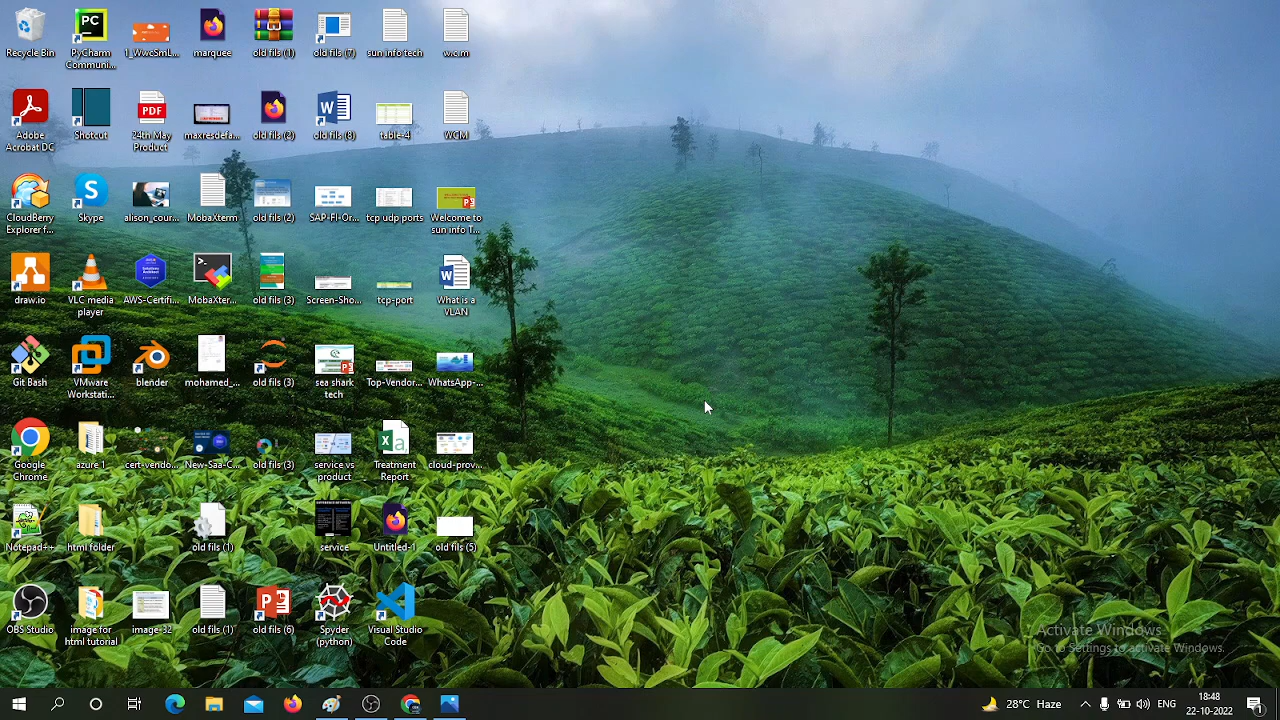 Recycle Bin
PyCharm
Communi...
1_WwcSmL...
marquee
old fils (1)
old fils (7)
sun info tech
Adobe
Acrobat DC
Shotcut
PDF
24th May
Product
maxresdefa...
old fils (2)
old fils (8)
table-4
WCM
CloudBerry
Explorer f...
Skype
alison_cour...
MobaXterm
old fils (2)
SAP-FI-Or...
tcp udp ports
Welcome to
sun info T...
draw.io
VLC media
player
AWS-Certifi...
MobaXter...
old fils (3)
Screen-Sho...
tcp-port
What is a
VLAN
Git Bash
VMware
Workstati...
blender
mohamed_...
old fils (3)
sea shark
tech
Top-Vendor...
WhatsApp-...
Google
Chrome
azure 1
cert-vendo...
New-Saa-C...
old fils (3)
service vs
product
Treatment
Report
cloud-prov...
Notepad++
html folder
old fils (1)
service
Untitled-1
old fils (5)
OBS Studio
image for
html tutorial
image-32
old fils (1)
old fils (6)
Spyder
(python)
Visual Studio
Code
Activate Windows
Go to Settings to activate Windows.
28°C Haze
ENG
18:48
22-10-2022